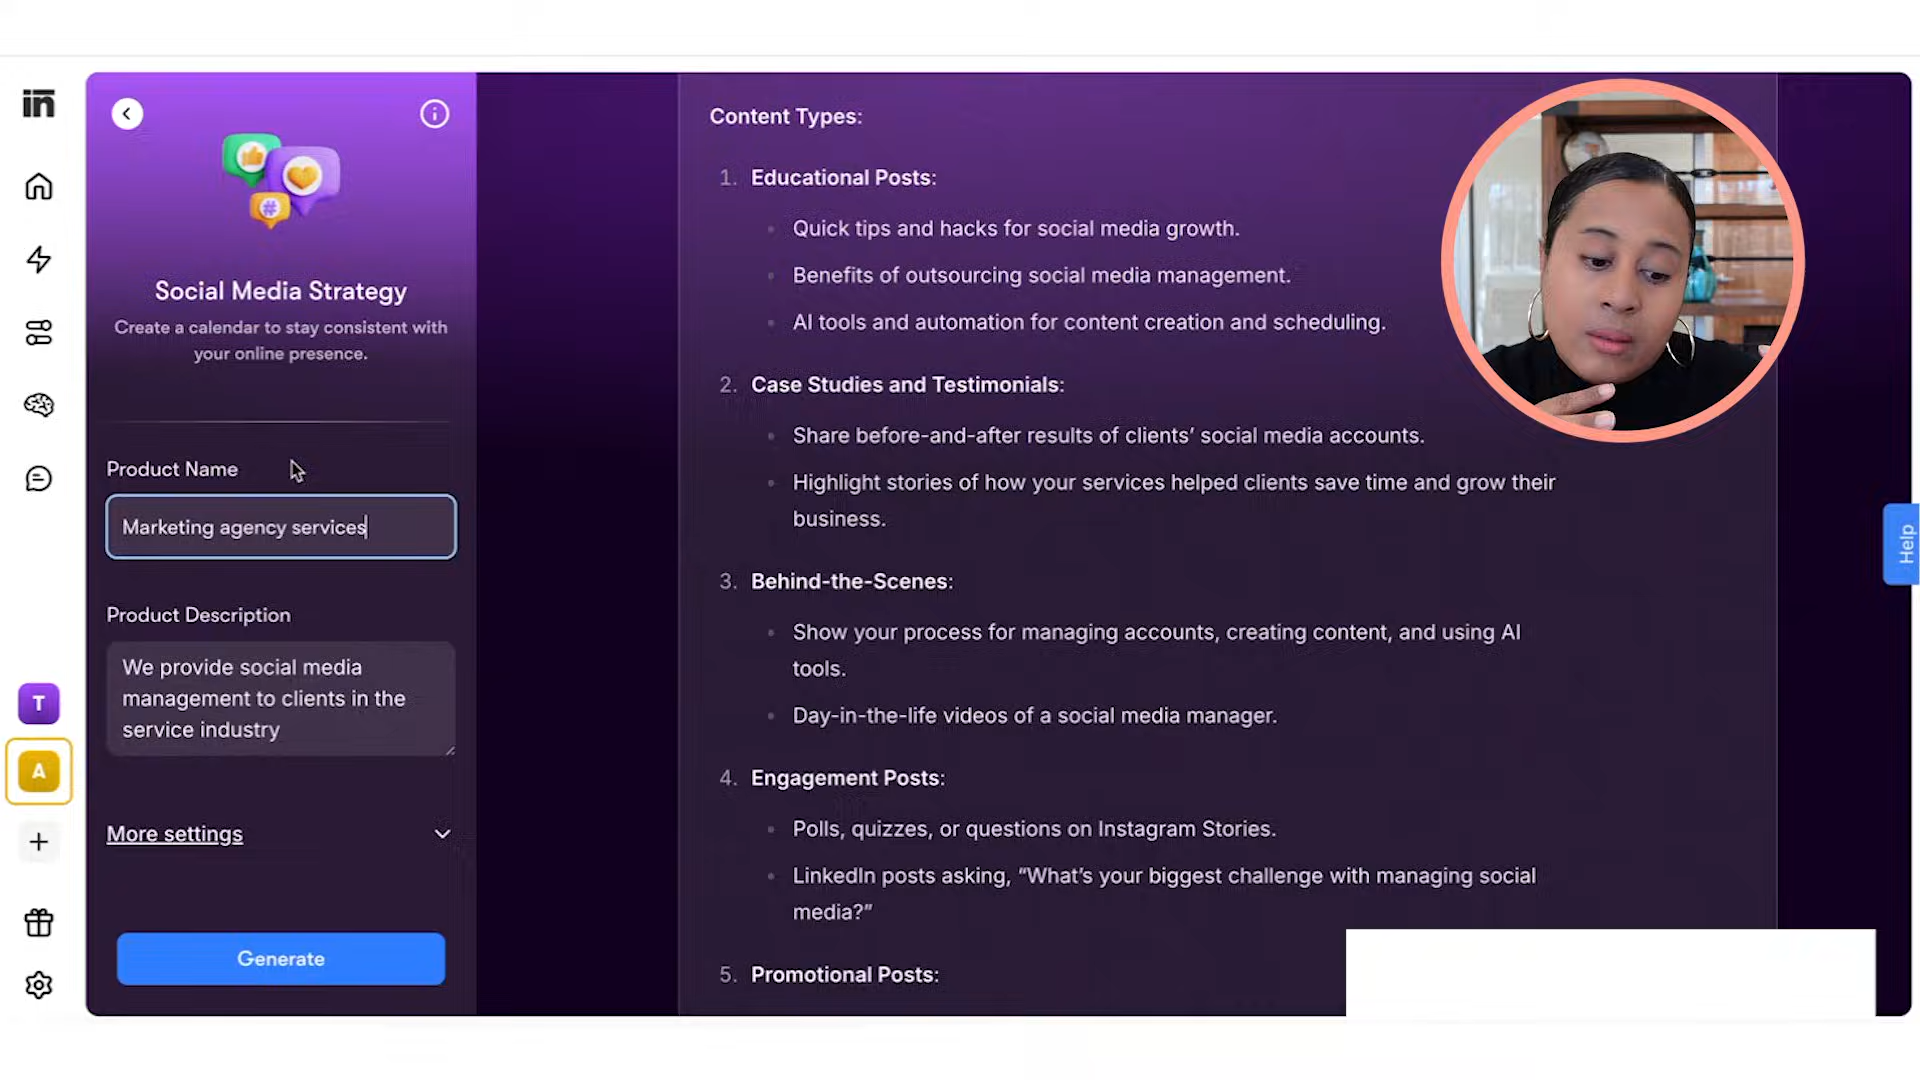 in
Social Media Strategy
Create a calendar to stay consistent with
your online presence.
Product Name
Marketing agency services
Product Description
We provide social media
management to clients in the
service industry
More settings
Generate
T
A
Content Types:
1. Educational Posts:
Quick tips and hacks for social media growth.
Benefits of outsourcing social media management.
AI tools and automation for content creation and scheduling.
2. Case Studies and Testimonials:
Share before-and-after results of clients’ social media accounts.
Highlight stories of how your services helped clients save time and grow their
business.
3. Behind-the-Scenes:
Show your process for managing accounts, creating content, and using AI
tools.
Day-in-the-life videos of a social media manager.
4. Engagement Posts:
Polls, quizzes, or questions on Instagram Stories.
LinkedIn posts asking, “What’s your biggest challenge with managing social
media?”
5. Promotional Posts:
Help